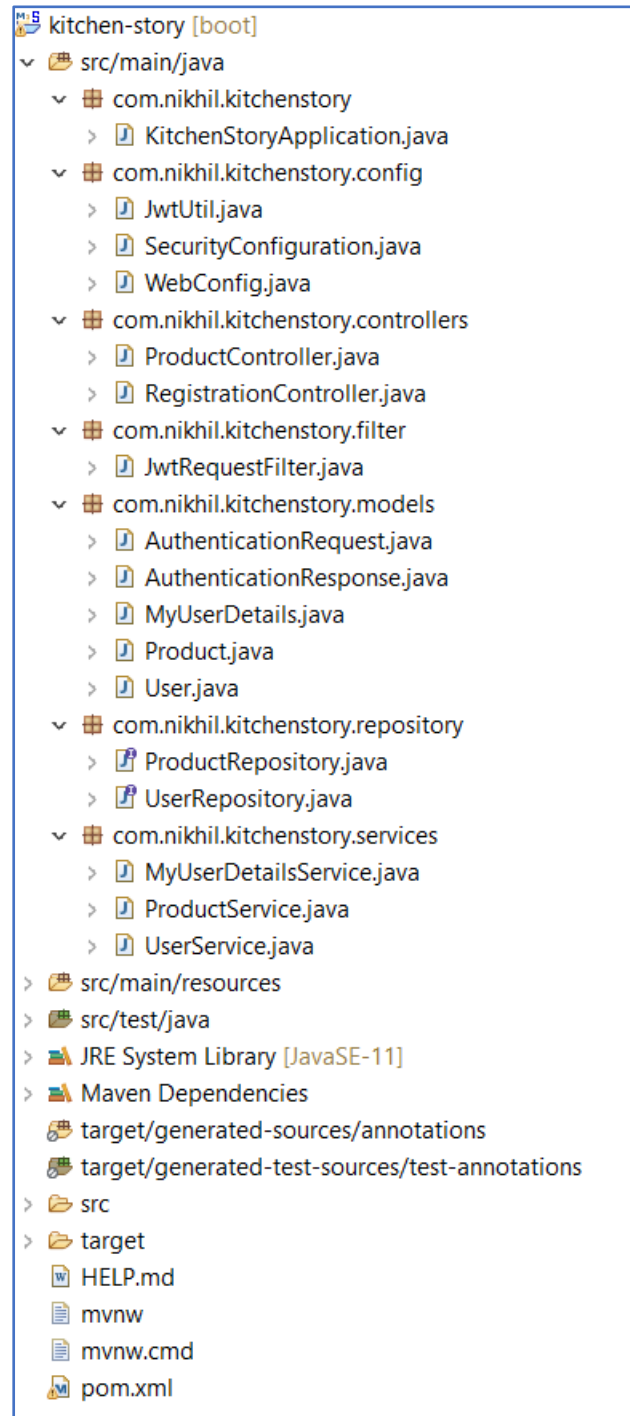 kitchen-story [boot]
src/main/java
com.nikhil.kitchenstory
KitchenStoryApplication.java
com.nikhil.kitchenstory.config
JwtUtil.java
SecurityConfiguration.java
WebConfig.java
com.nikhil.kitchenstory.controllers
ProductController.java
RegistrationController.java
com.nikhil.kitchenstory.filter
JwtRequestFilter.java
com.nikhil.kitchenstory.models
AuthenticationRequest.java
AuthenticationResponse.java
MyUserDetails.java
Product.java
User.java
com.nikhil.kitchenstory.repository
ProductRepository.java
UserRepository.java
com.nikhil.kitchenstory.services
MyUserDetailsService.java
ProductService.java
UserService.java
src/main/resources
src/test/java
JRE System Library [JavaSE-11]
Maven Dependencies
target/generated-sources/annotations
target/generated-test-sources/test-annotations
src
target
HELP.md
mvnw
mvnw.cmd
pom.xml